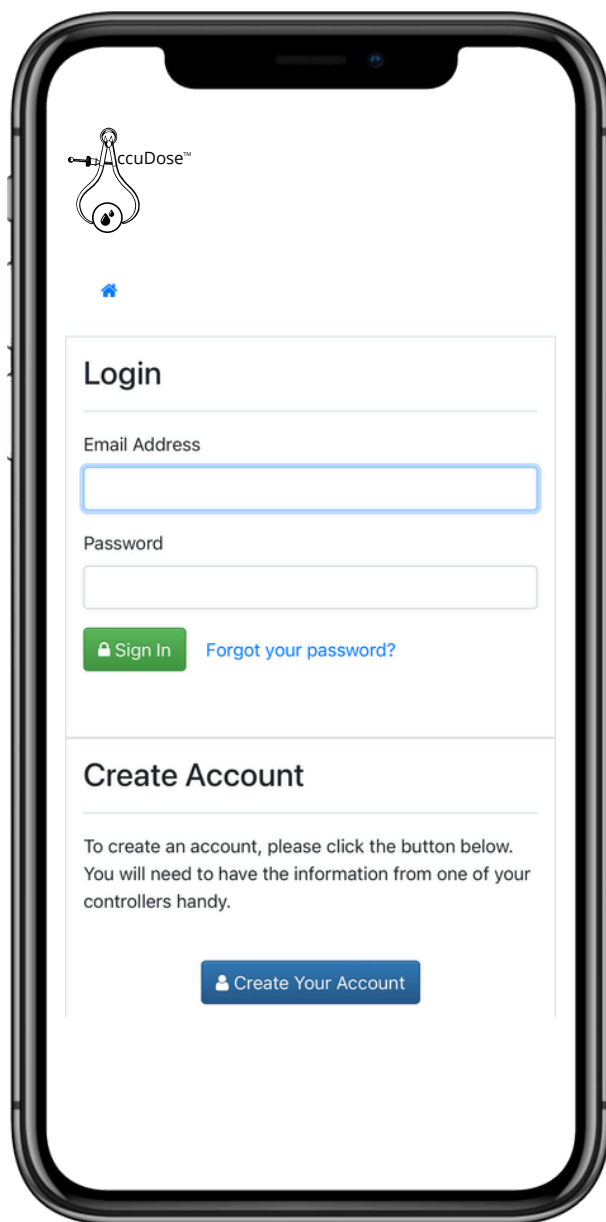 AccuDose™
Login
Email Address
Password
Sign In
Forgot your password?
Create Account
To create an account, please click the button below.
You will need to have the information from one of your
controllers handy.
Create Your Account